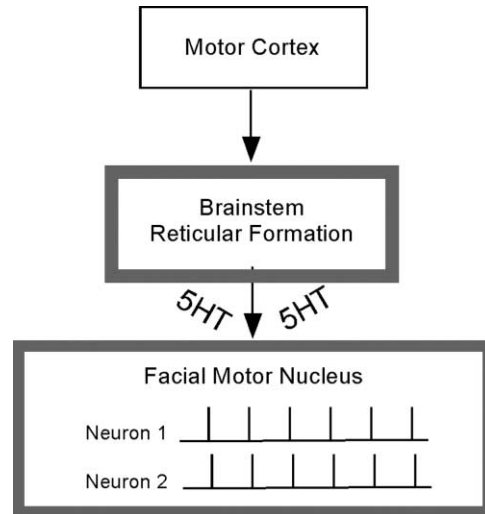 Motor Cortex
Brainstem
Reticular Formation
5HT 5HT
Facial Motor Nucleus
Neuron 1
Neuron 2